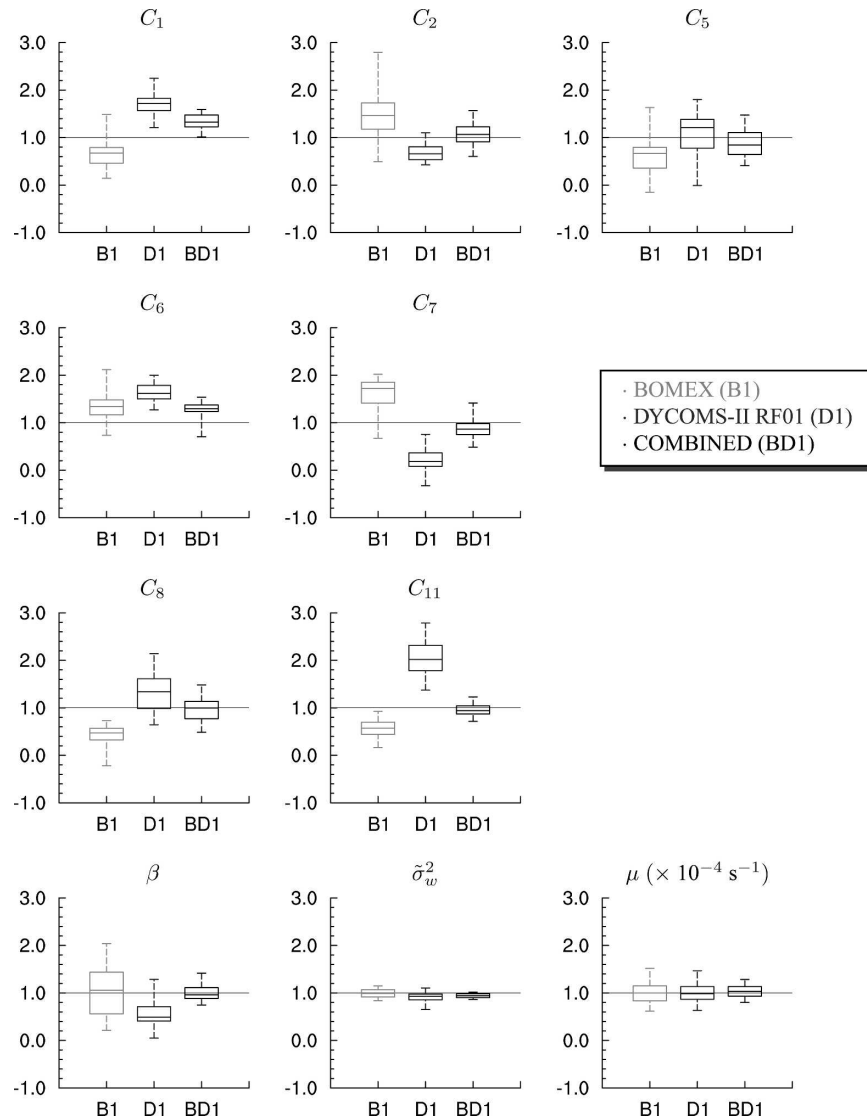 C₁ C₂ C₅
3.0 3.0 3.0
2.0 2.0 2.0
1.0 1.0 1.0
0.0 0.0 0.0
-1.0 -1.0 -1.0
B1 D1 BD1 B1 D1 BD1 B1 D1 BD1
C₆ C₇
3.0 3.0
2.0 2.0
1.0 1.0
0.0 0.0
-1.0 -1.0
B1 D1 BD1 B1 D1 BD1
· BOMEX (B1)
· DYCOMS-II RF01 (D1)
· COMBINED (BD1)
C₈ C₁₁
3.0 3.0
2.0 2.0
1.0 1.0
0.0 0.0
-1.0 -1.0
B1 D1 BD1 B1 D1 BD1
β σ̃²_w μ (× 10⁻⁴ s⁻¹)
3.0 3.0 3.0
2.0 2.0 2.0
1.0 1.0 1.0
0.0 0.0 0.0
-1.0 -1.0 -1.0
B1 D1 BD1 B1 D1 BD1 B1 D1 BD1